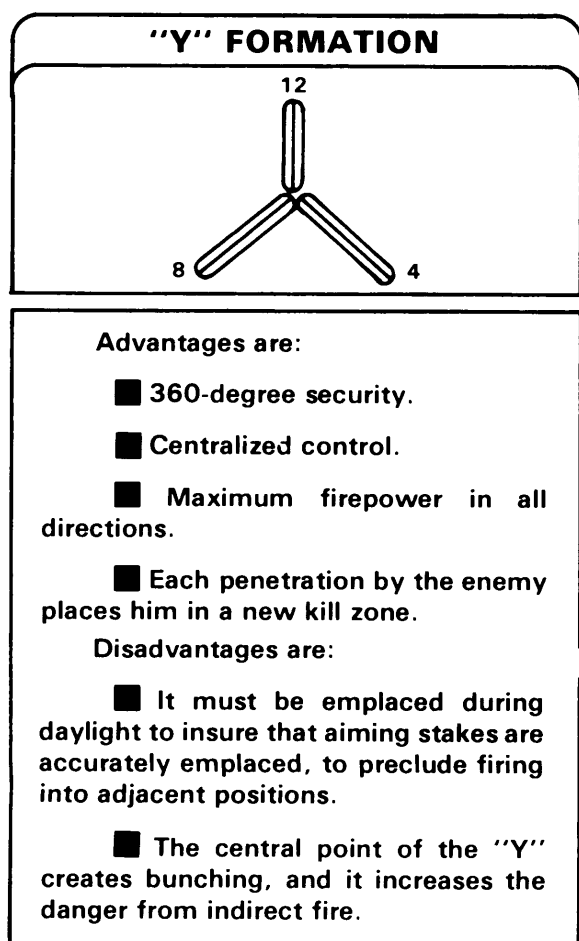 "Y" FORMATION
12
8
4
Advantages are:
■ 360-degree security.
■ Centralized control.
■ Maximum firepower in all
directions.
■ Each penetration by the enemy
places him in a new kill zone.
Disadvantages are:
■ It must be emplaced during
daylight to insure that aiming stakes are
accurately emplaced, to preclude firing
into adjacent positions.
■ The central point of the "Y"
creates bunching, and it increases the
danger from indirect fire.